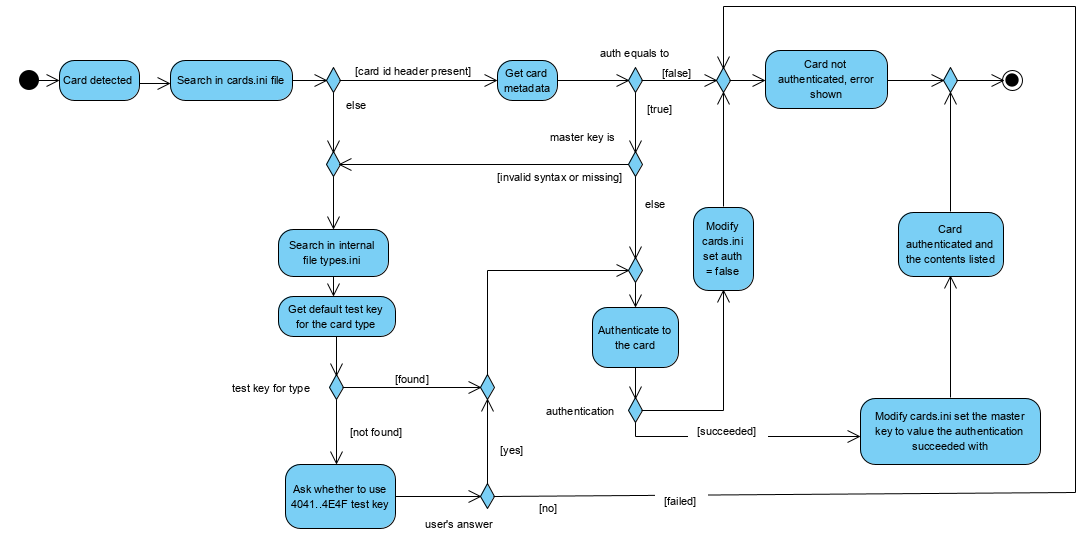 auth equals to
Card detected
Search in cards.ini file
[card id header present]
Get card
metadata
[false]
Card not
authenticated, error
shown
else
[true]
master key is
[invalid syntax or missing]
else
Modify
cards.ini
set auth
= false
Card
authenticated and
the contents listed
Search in internal
file types.ini
Get default test key
for the card type
Authenticate to
the card
test key for type
[found]
authentication
[not found]
[succeeded]
Modify cards.ini set the master
key to value the authentication
succeeded with
[yes]
Ask whether to use
4041..4E4F test key
user's answer
[no]
[failed]